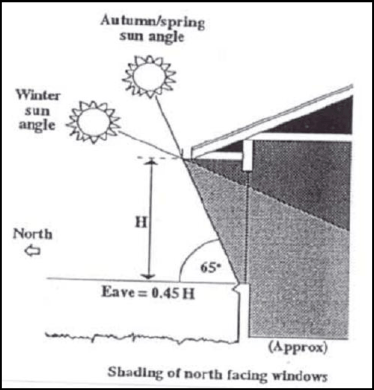 Autumn/spring
sun angle
Winter
sun
angle
H
North
65°
Eave = 0.45 H
(Approx)
Shading of north facing windows